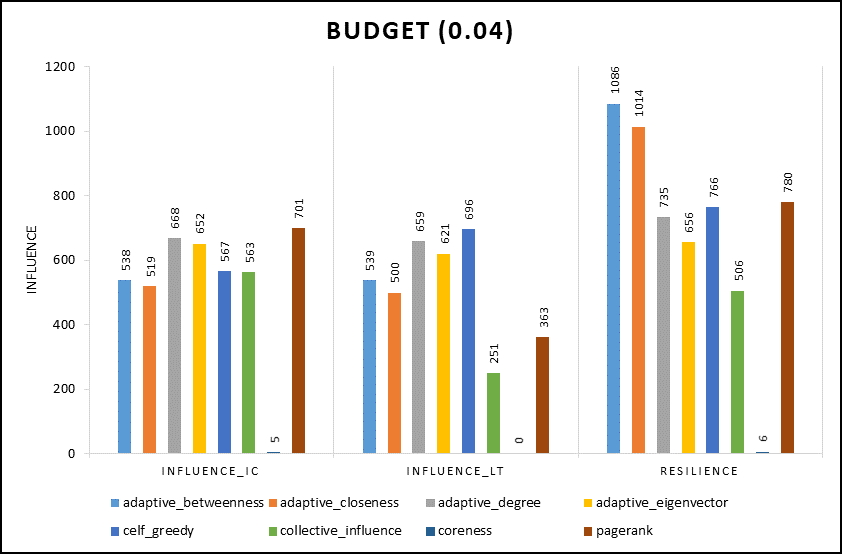 BUDGET (0.04)
INFLUENCE
1200
1000
800
600
400
200
0
538 519 668 652 567 563 5 701
539 500 659 621 696 251 0 363
1086 1014 735 656 766 506 6 780
INFLUENCE_IC INFLUENCE_LT RESILIENCE
adaptive_betweenness adaptive_closeness adaptive_degree adaptive_eigenvector
celf_greedy collective_influence coreness pagerank